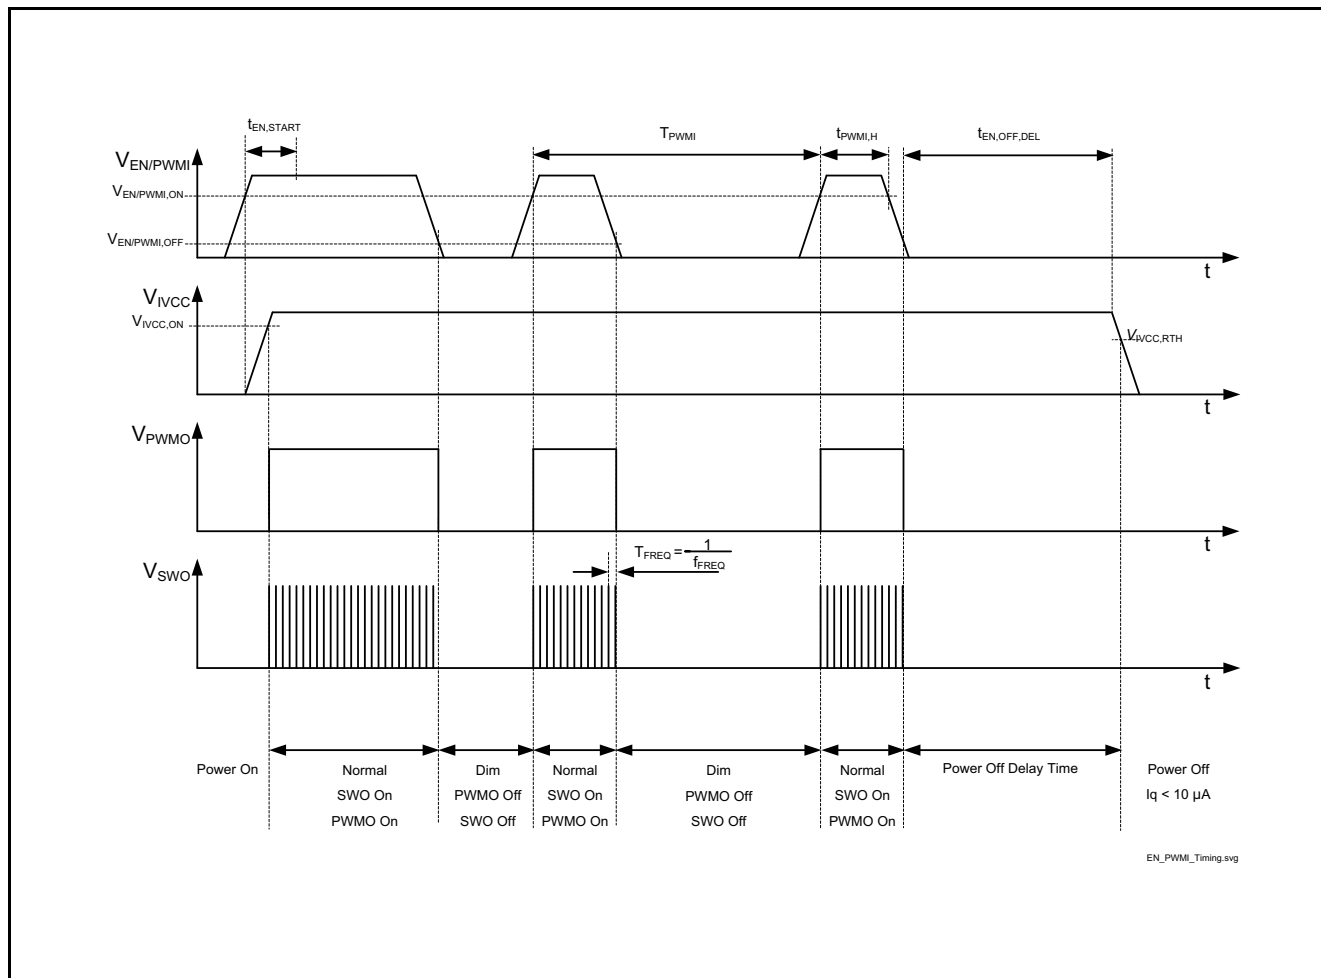 tEN,START
TPWMI
tPWMI,H
tEN,OFF,DEL
VEN/PWMI
VEN/PWMI,ON
VEN/PWMI,OFF
t
VIVCC
VIVCC,ON
VIVCC,RTH
t
VPWMO
t
TFREQ = 1
fFREQ
VSWO
t
Power On
Normal
SWO On
PWMO On
Dim
PWMO Off
SWO Off
Normal
SWO On
PWMO On
Dim
PWMO Off
SWO Off
Normal
SWO On
PWMO On
Power Off Delay Time
Power Off
Iq < 10 µA
EN_PWMI_Timing.svg